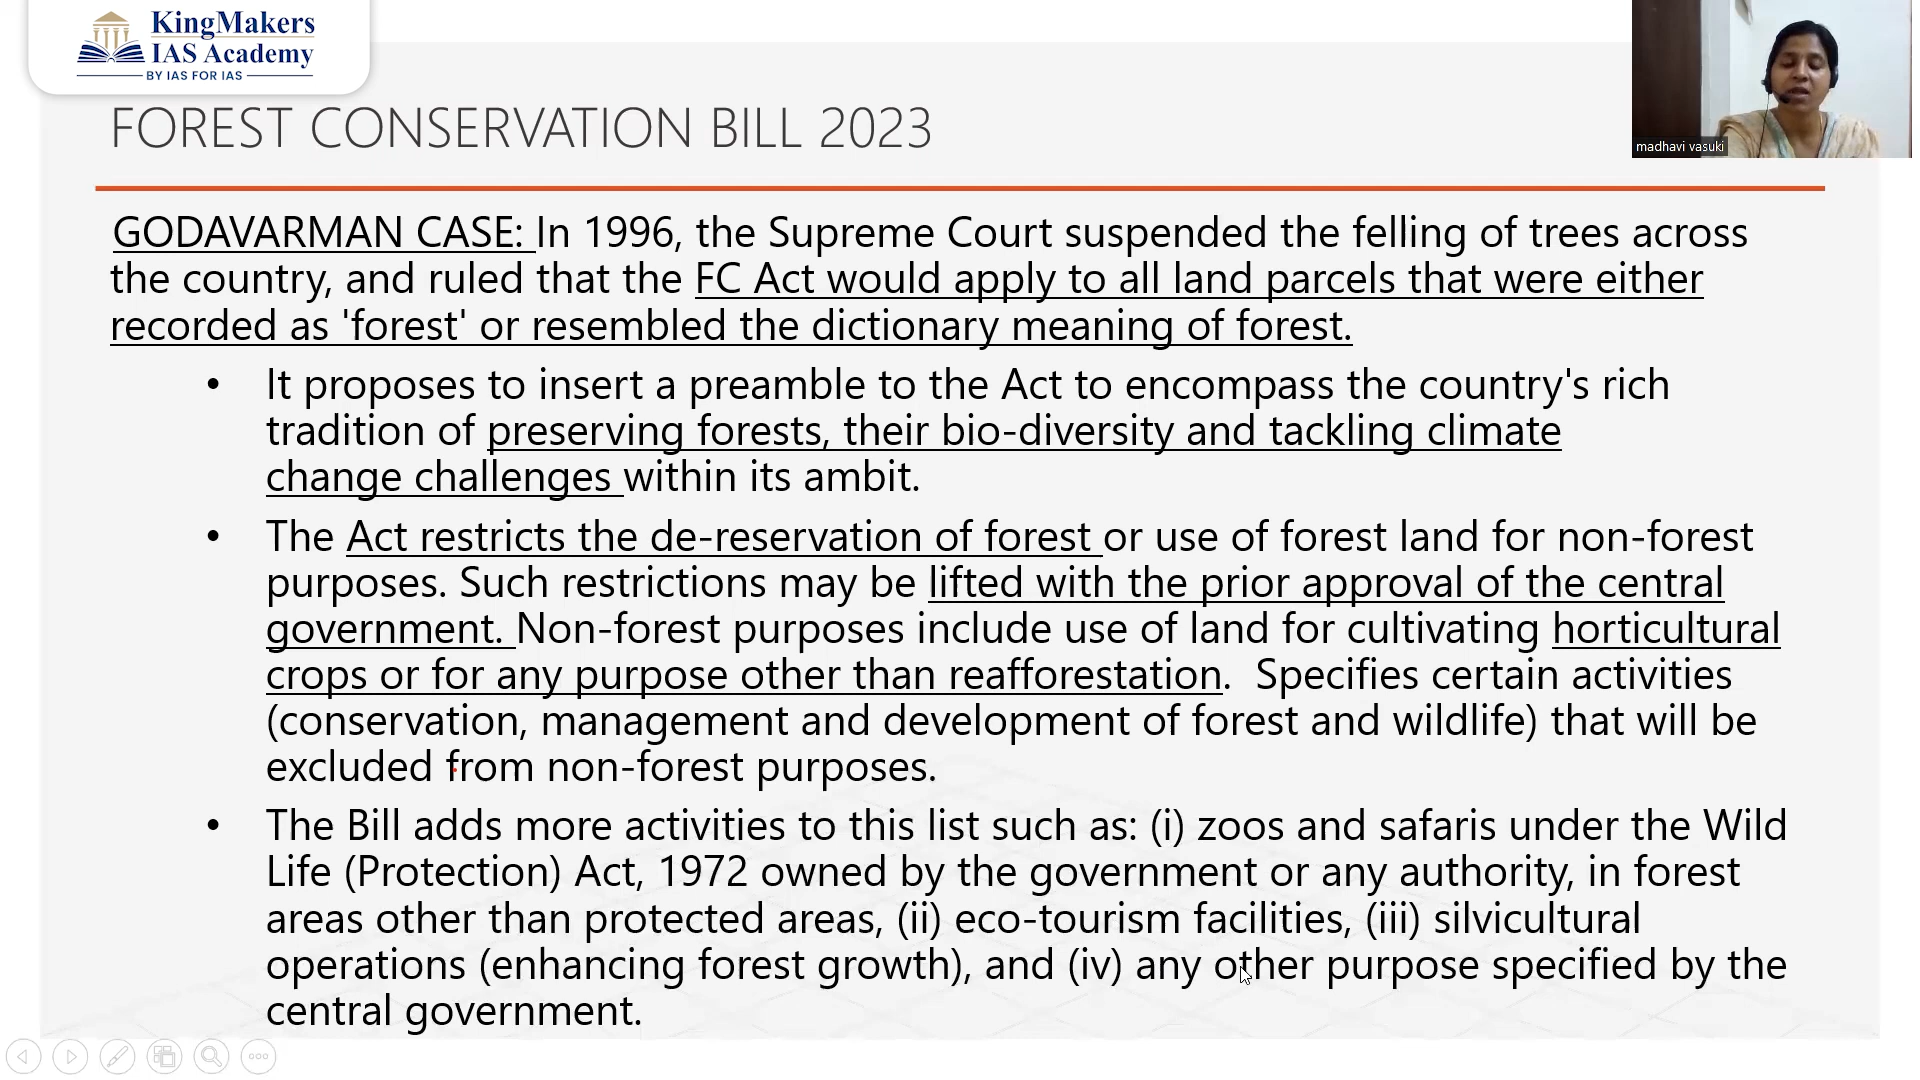 KingMakers
IAS Academy
BY IAS FOR IAS
madhavi vasuki
FOREST CONSERVATION BILL 2023
GODAVARMAN CASE: In 1996, the Supreme Court suspended the felling of trees across
the country, and ruled that the FC Act would apply to all land parcels that were either
recorded as 'forest' or resembled the dictionary meaning of forest.
• It proposes to insert a preamble to the Act to encompass the country's rich
tradition of preserving forests, their bio-diversity and tackling climate
change challenges within its ambit.
• The Act restricts the de-reservation of forest or use of forest land for non-forest
purposes. Such restrictions may be lifted with the prior approval of the central
government. Non-forest purposes include use of land for cultivating horticultural
crops or for any purpose other than reafforestation. Specifies certain activities
(conservation, management and development of forest and wildlife) that will be
excluded from non-forest purposes.
• The Bill adds more activities to this list such as: (i) zoos and safaris under the Wild
Life (Protection) Act, 1972 owned by the government or any authority, in forest
areas other than protected areas, (ii) eco-tourism facilities, (iii) silvicultural
operations (enhancing forest growth), and (iv) any other purpose specified by the
central government.